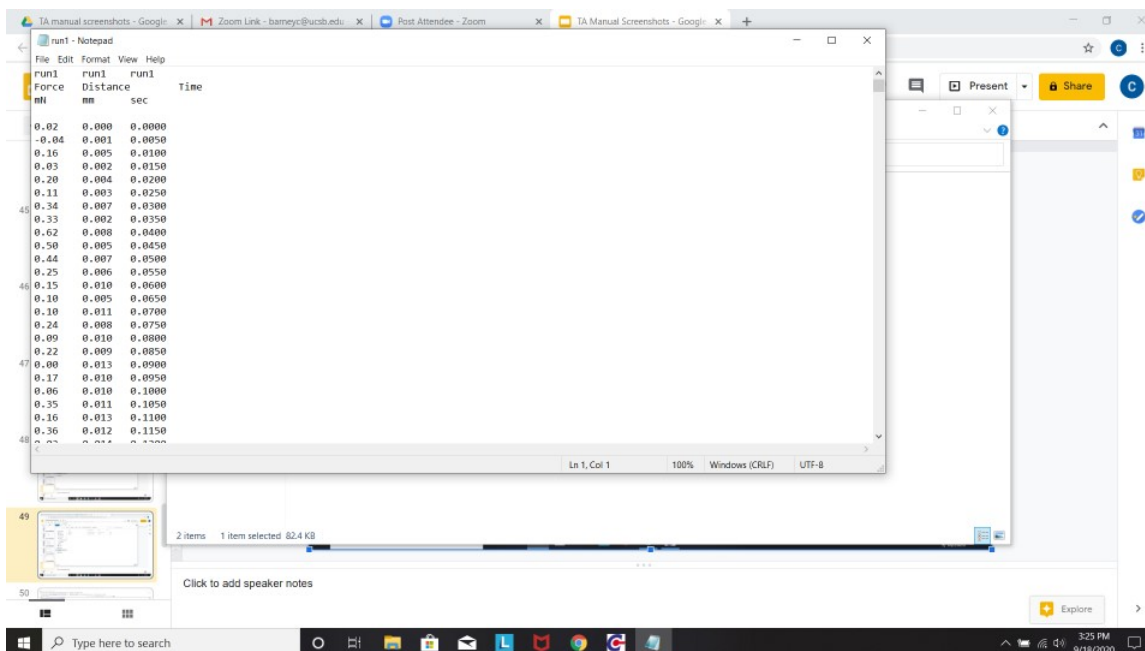 TA manual screenshots - Google
Zoom Link - barneyc@ucsb.edu
Post Attendee - Zoom
TA Manual Screenshots - Google
run1 - Notepad
File Edit Format View Help
run1 run1 run1
Force Distance Time
mN mm sec
0.02 0.000 0.0000
-0.04 0.001 0.0050
0.16 0.005 0.0100
0.03 0.002 0.0150
0.20 0.004 0.0200
0.11 0.003 0.0250
0.34 0.007 0.0300
0.33 0.002 0.0350
0.62 0.008 0.0400
0.50 0.005 0.0450
0.44 0.007 0.0500
0.25 0.006 0.0550
0.15 0.010 0.0600
0.10 0.005 0.0650
0.10 0.011 0.0700
0.24 0.008 0.0750
0.09 0.010 0.0800
0.22 0.009 0.0850
0.00 0.013 0.0900
0.17 0.010 0.0950
0.06 0.010 0.1000
0.35 0.011 0.1050
0.16 0.013 0.1100
0.36 0.012 0.1150
Ln 1, Col 1 100% Windows (CRLF) UTF-8
Present
Share
C
C
45
46
47
48
49
50
2 items 1 item selected 82.4 KB
Click to add speaker notes
Explore
Type here to search
3:25 PM
9/18/2020